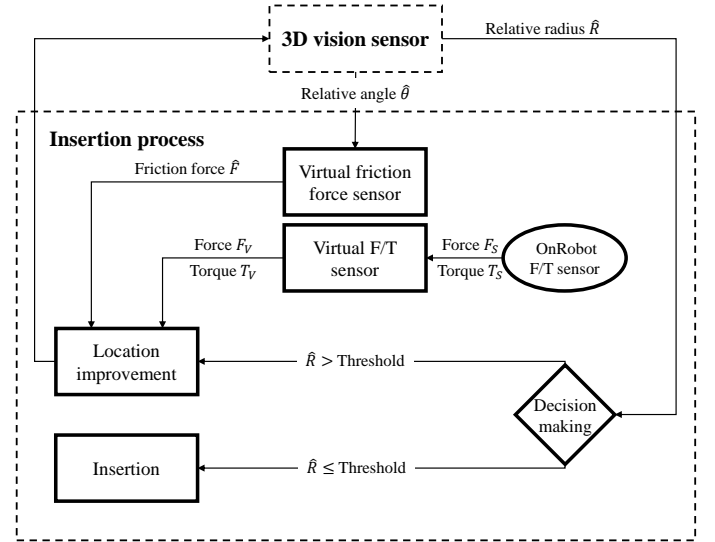 3D vision sensor
Relative radius R̂
Relative angle θ̂
Insertion process
Virtual friction
force sensor
Friction force F̂
Force F_V
Torque T_V
Virtual F/T
sensor
Force F_S
Torque T_S
OnRobot
F/T sensor
Location
improvement
R̂ > Threshold
Decision
making
Insertion
R̂ ≤ Threshold